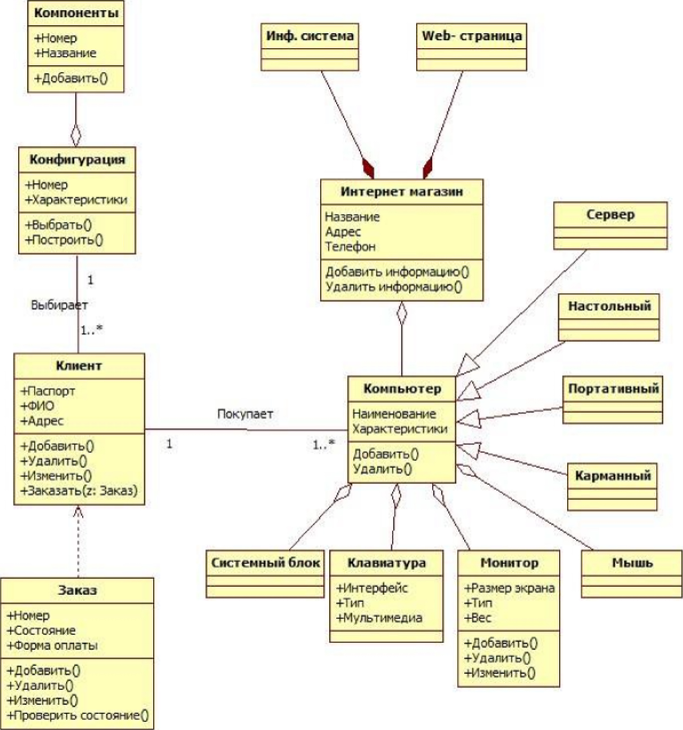 Компоненты
+Номер
+Название
+Добавить()
Инф. система
Web- страница
Конфигурация
+Номер
+Характеристики
+Выбрать()
+Построить()
Интернет магазин
Название
Адрес
Телефон
Добавить информацию()
Удалить информацию()
Сервер
Настольный
Портативный
Карманный
1
Выбирает
1..*
Клиент
+Паспорт
+ФИО
+Адрес
+Добавить()
+Удалить()
+Изменить()
+Заказать(z: Заказ)
Покупает
1
1..*
Компьютер
Наименование
Характеристики
Добавить()
Удалить()
Системный блок
Клавиатура
+Интерфейс
+Тип
+Мультимедиа
Монитор
+Размер экрана
+Тип
+Вес
+Добавить()
+Удалить()
+Изменить()
Мышь
Заказ
+Номер
+Состояние
+Форма оплаты
+Добавить()
+Удалить()
+Изменить()
+Проверить состояние()